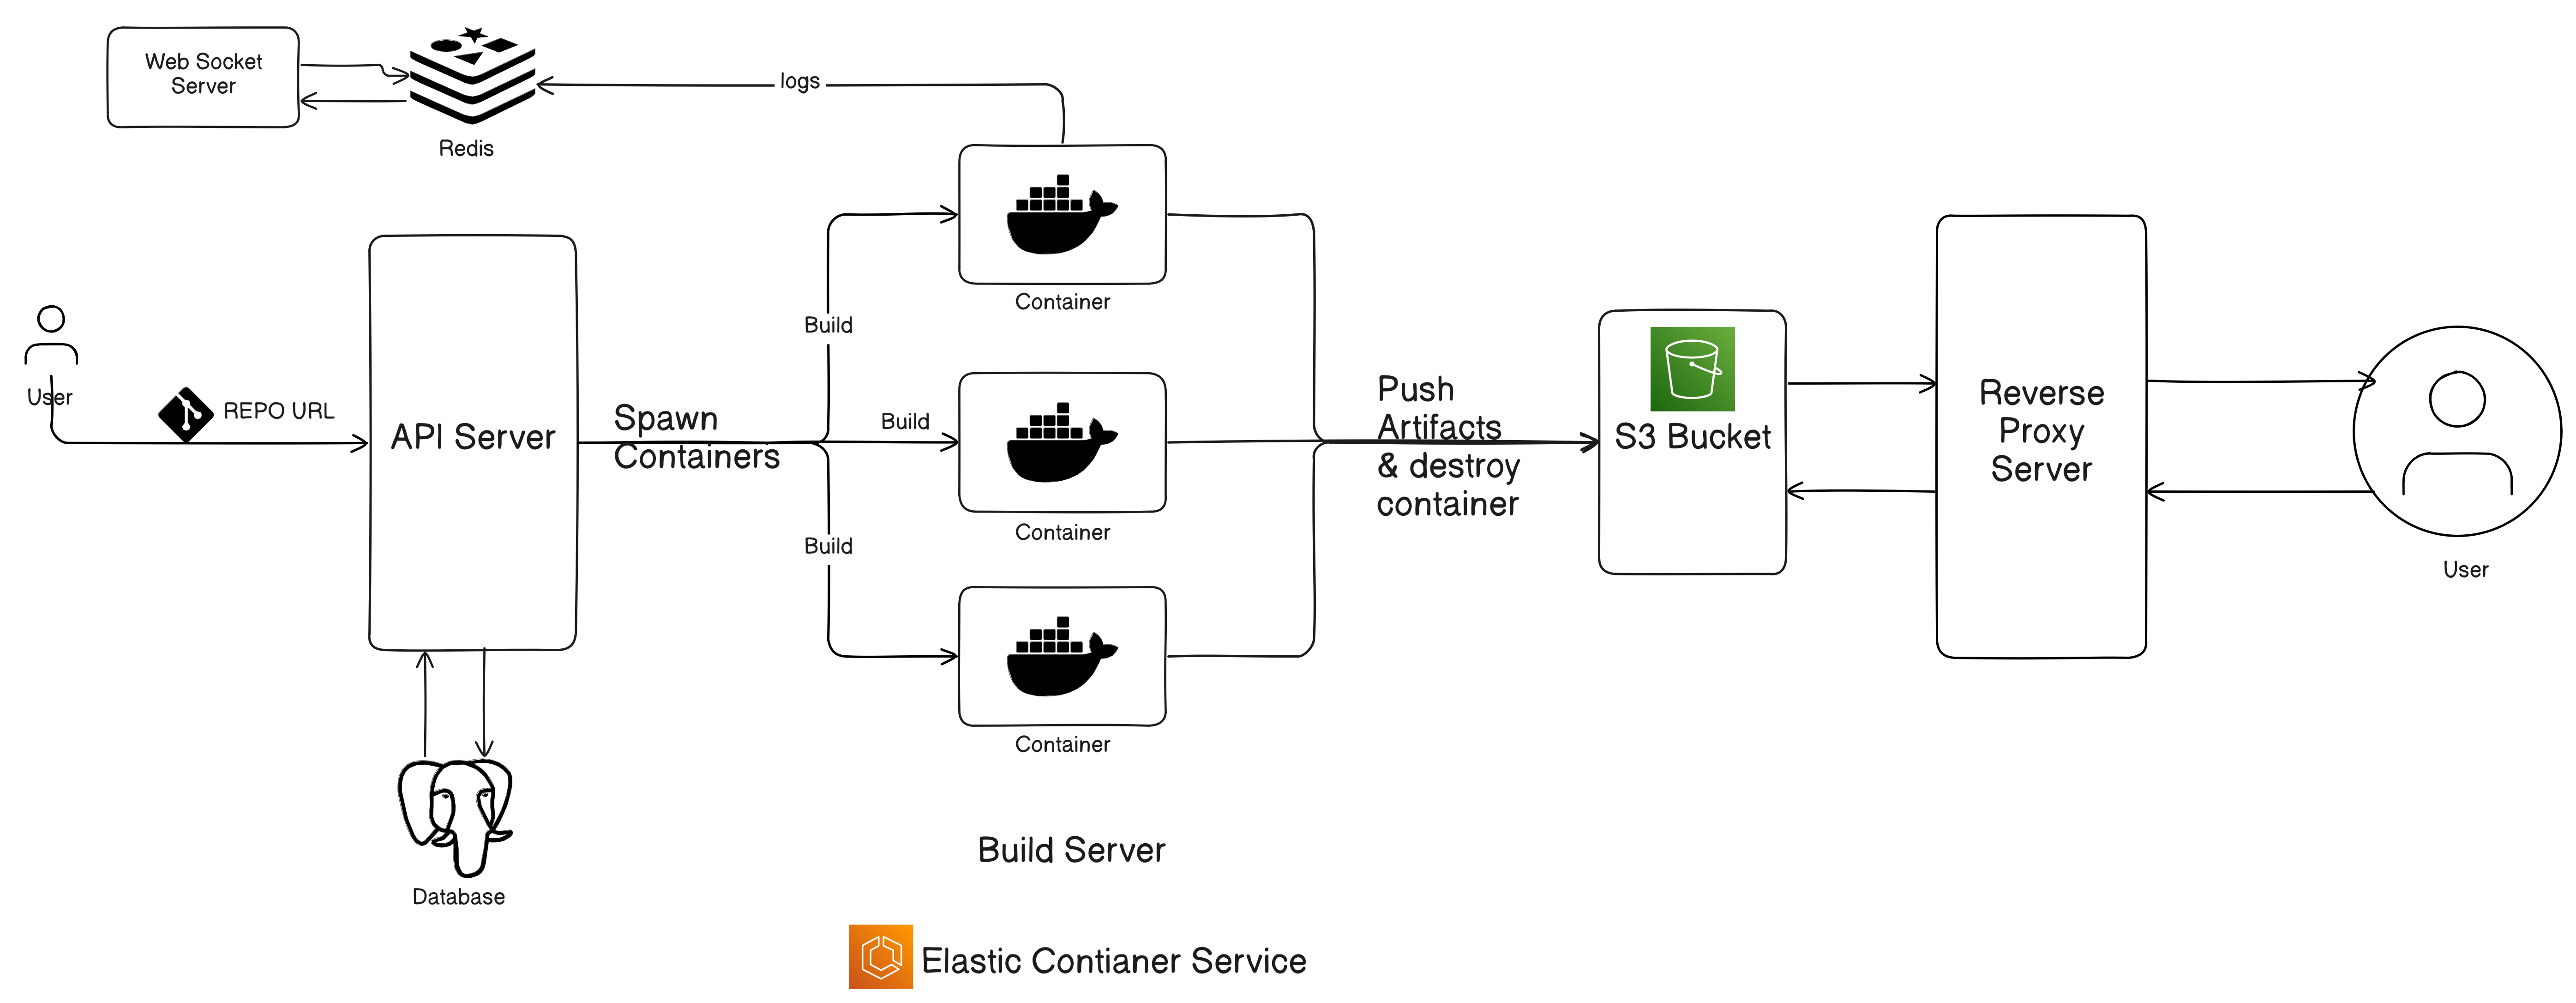 Web Socket
Server
Redis
logs
Container
Build
User
REPO URL
API Server
Spawn
Containers
Build
Container
Build
Container
Push
Artifacts
& destroy
container
S3 Bucket
Reverse
Proxy
Server
User
Database
Build Server
Elastic Contianer Service